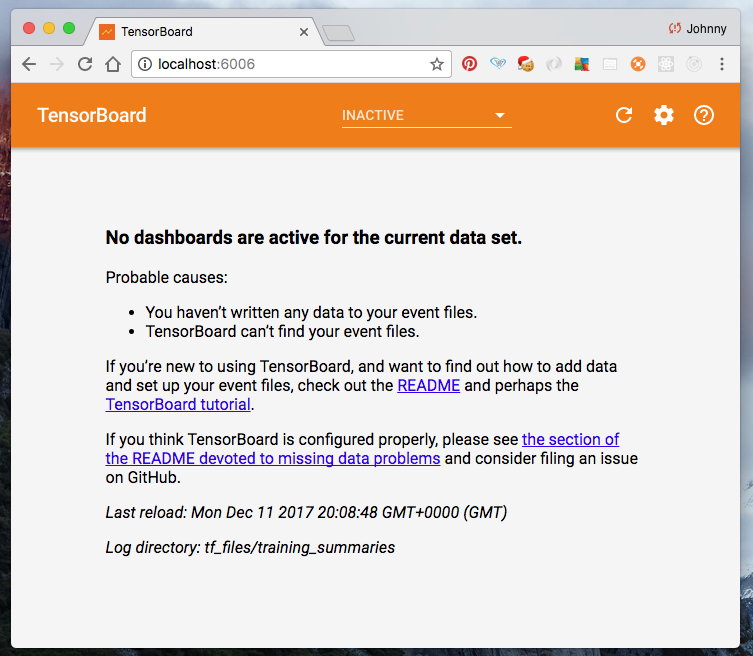 TensorBoard
Johnny
localhost:6006
TensorBoard
INACTIVE
No dashboards are active for the current data set.
Probable causes:
• You haven’t written any data to your event files.
• TensorBoard can’t find your event files.
If you’re new to using TensorBoard, and want to find out how to add data
and set up your event files, check out the README and perhaps the
TensorBoard tutorial.
If you think TensorBoard is configured properly, please see the section of
the README devoted to missing data problems and consider filing an issue
on GitHub.
Last reload: Mon Dec 11 2017 20:08:48 GMT+0000 (GMT)
Log directory: tf_files/training_summaries